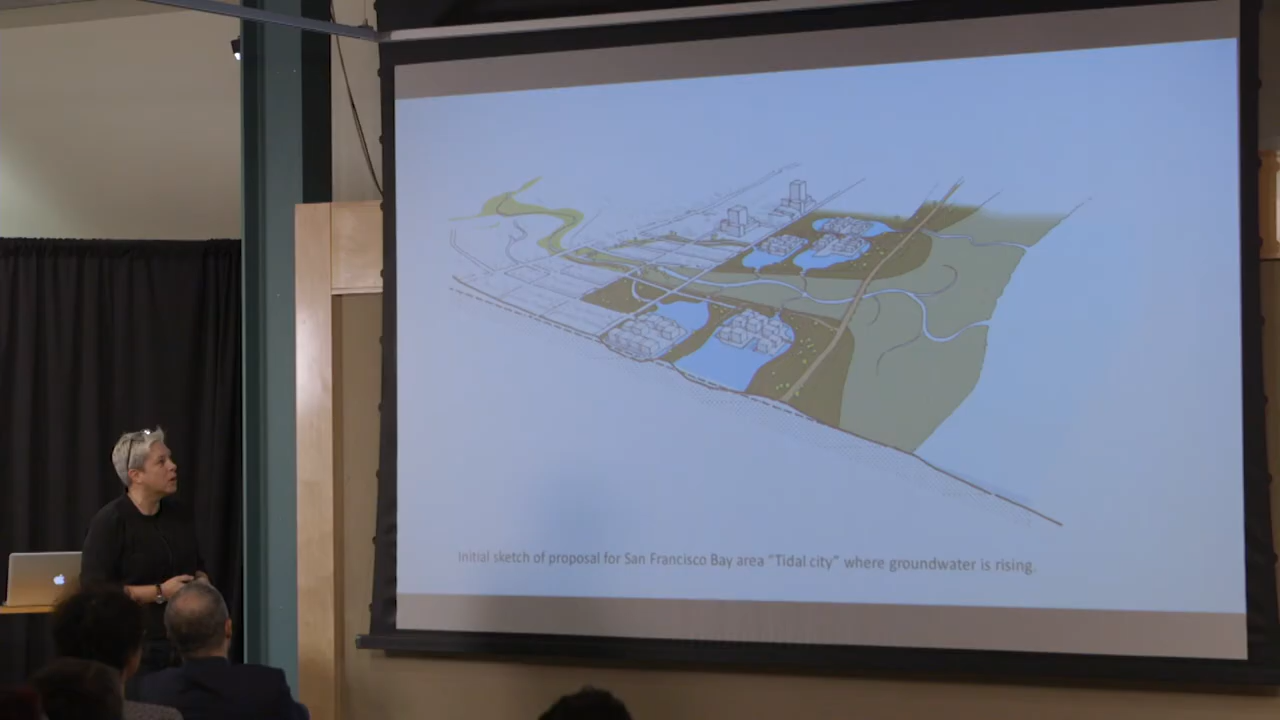 Initial sketch of proposal for San Francisco Bay area “Tidal city” where groundwater is rising.